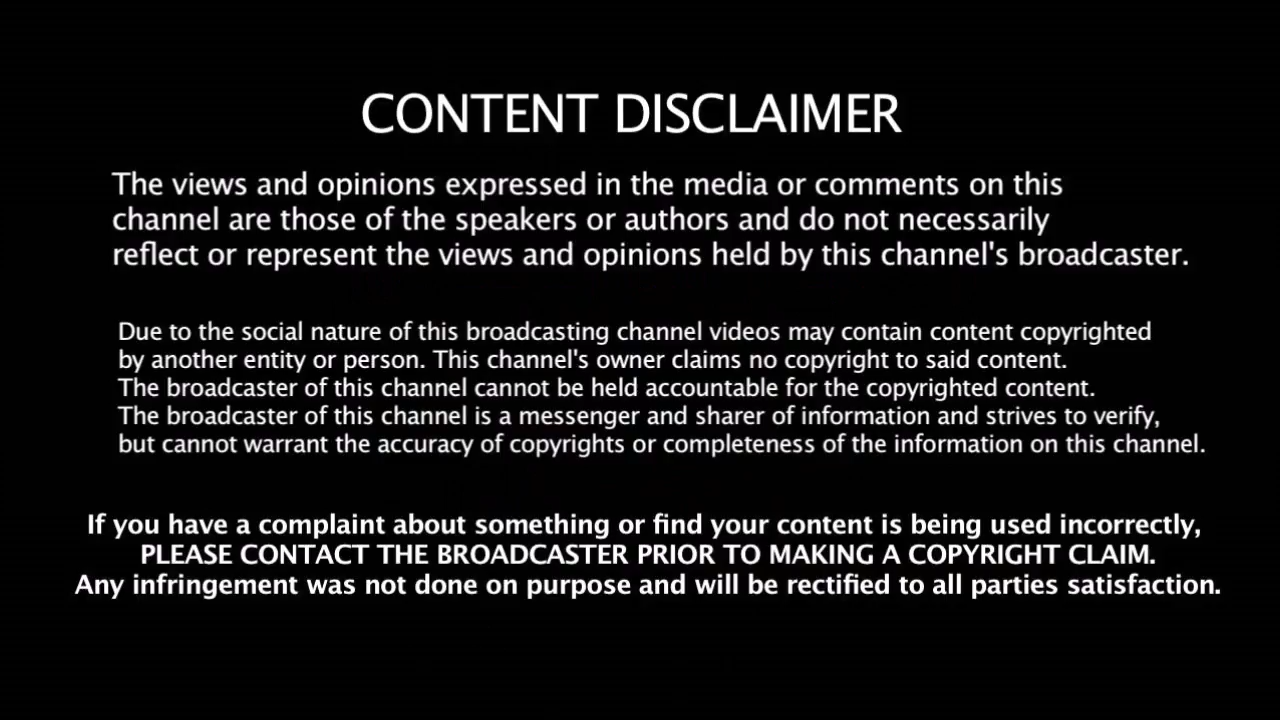 CONTENT DISCLAIMER
The views and opinions expressed in the media or comments on this
channel are those of the speakers or authors and do not necessarily
reflect or represent the views and opinions held by this channel's broadcaster.
Due to the social nature of this broadcasting channel videos may contain content copyrighted
by another entity or person. This channel's owner claims no copyright to said content.
The broadcaster of this channel cannot be held accountable for the copyrighted content.
The broadcaster of this channel is a messenger and sharer of information and strives to verify,
but cannot warrant the accuracy of copyrights or completeness of the information on this channel.
If you have a complaint about something or find your content is being used incorrectly,
PLEASE CONTACT THE BROADCASTER PRIOR TO MAKING A COPYRIGHT CLAIM.
Any infringement was not done on purpose and will be rectified to all parties satisfaction.